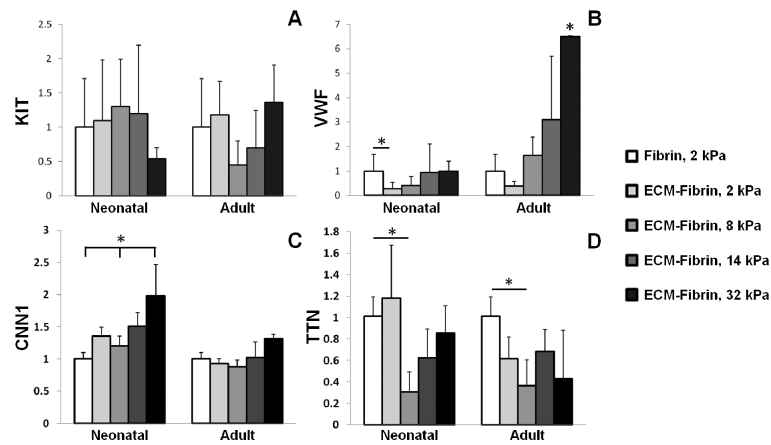 A
KIT
2.5
2
1.5
1
0.5
0
Neonatal Adult
B
VWF
7
6
5
4
3
2
1
0
*
*
Neonatal Adult
C
CNN1
3
2.5
2
1.5
1
0.5
0
*
Neonatal Adult
D
TTN
1.8
1.6
1.4
1.2
1
0.8
0.6
0.4
0.2
0
*
*
Neonatal Adult
Fibrin, 2 kPa
ECM-Fibrin, 2 kPa
ECM-Fibrin, 8 kPa
ECM-Fibrin, 14 kPa
ECM-Fibrin, 32 kPa